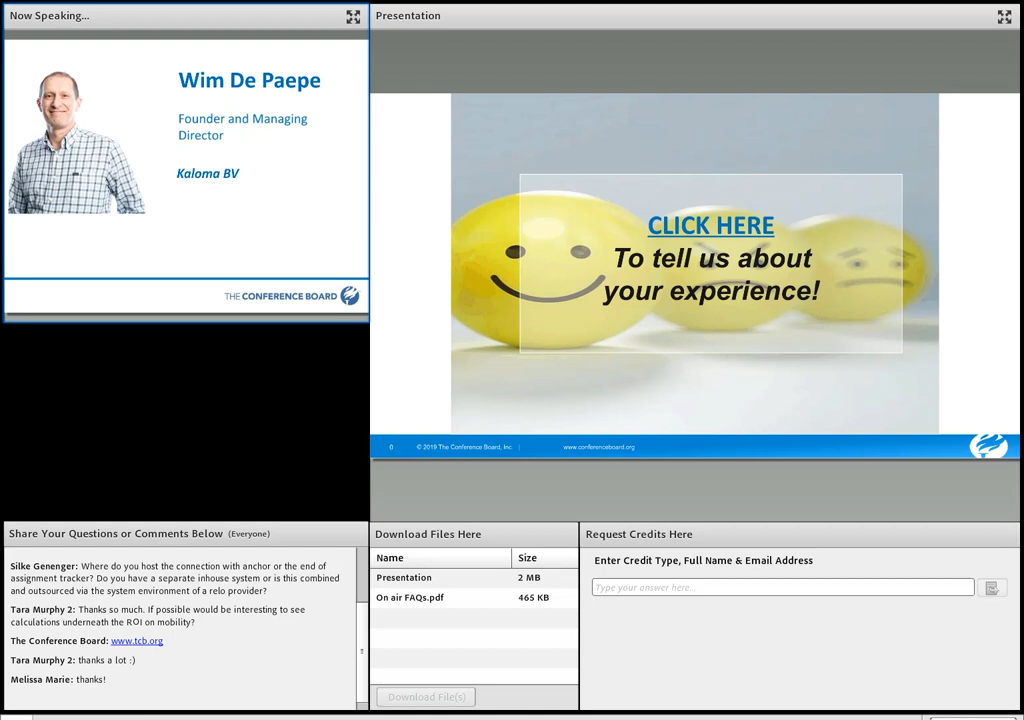 Now Speaking...
Wim De Paepe
Founder and Managing
Director
Kaloma BV
THE CONFERENCE BOARD
Presentation
CLICK HERE
To tell us about
your experience!
0 © 2019 The Conference Board, Inc. | www.conferenceboard.org
Share Your Questions or Comments Below (Everyone)
Silke Genenger: Where do you host the connection with anchor or the end of
assignment tracker? Do you have a separate inhouse system or is this combined
and outsourced via the system environment of a relo provider?
Tara Murphy 2: Thanks so much. If possible would be interesting to see
calculations underneath the ROI on mobility?
The Conference Board: www.tcb.org
Tara Murphy 2: thanks a lot :)
Melissa Marie: thanks!
Download Files Here
Name Size
Presentation 2 MB
On air FAQs.pdf 465 KB
Download File(s)
Request Credits Here
Enter Credit Type, Full Name & Email Address
Type your answer here...